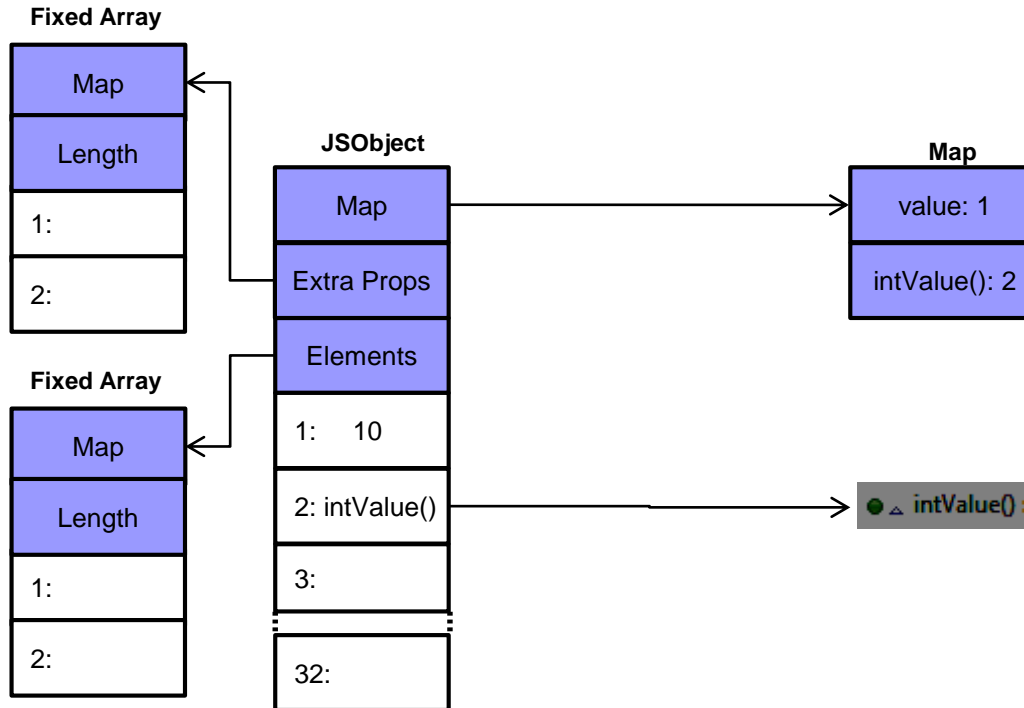 Fixed Array
Map
Length
1:
2:
Fixed Array
Map
Length
1:
2:
JSObject
Map
Extra Props
Elements
1: 10
2: intValue()
3:
32:
Map
value: 1
intValue(): 2
intValue() :